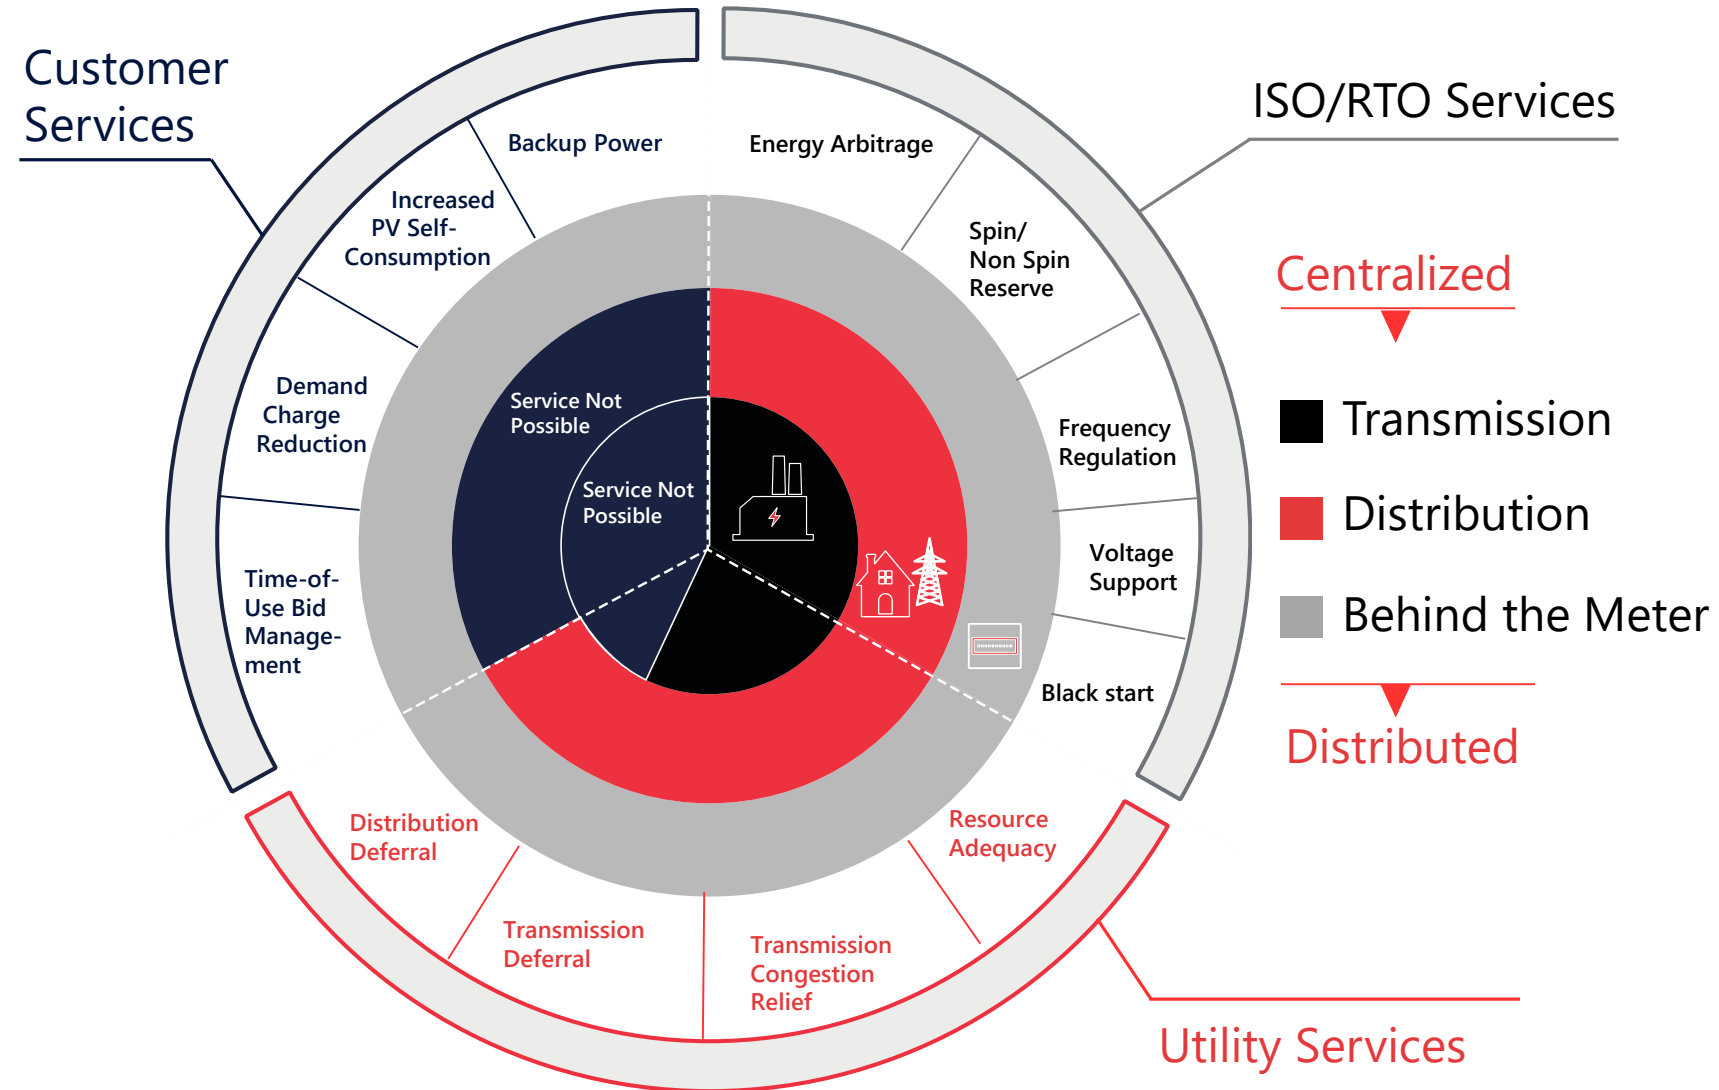 Customer
Services
ISO/RTO Services
Backup Power
Energy Arbitrage
Increased
PV Self-
Consumption
Spin/
Non Spin
Reserve
Demand
Charge
Reduction
Service Not
Possible
Service Not
Possible
Frequency
Regulation
Time-of-
Use Bid
Manage-
ment
Voltage
Support
Black start
Distribution
Deferral
Resource
Adequacy
Transmission
Deferral
Transmission
Congestion
Relief
Centralized
Transmission
Distribution
Behind the Meter
Distributed
Utility Services